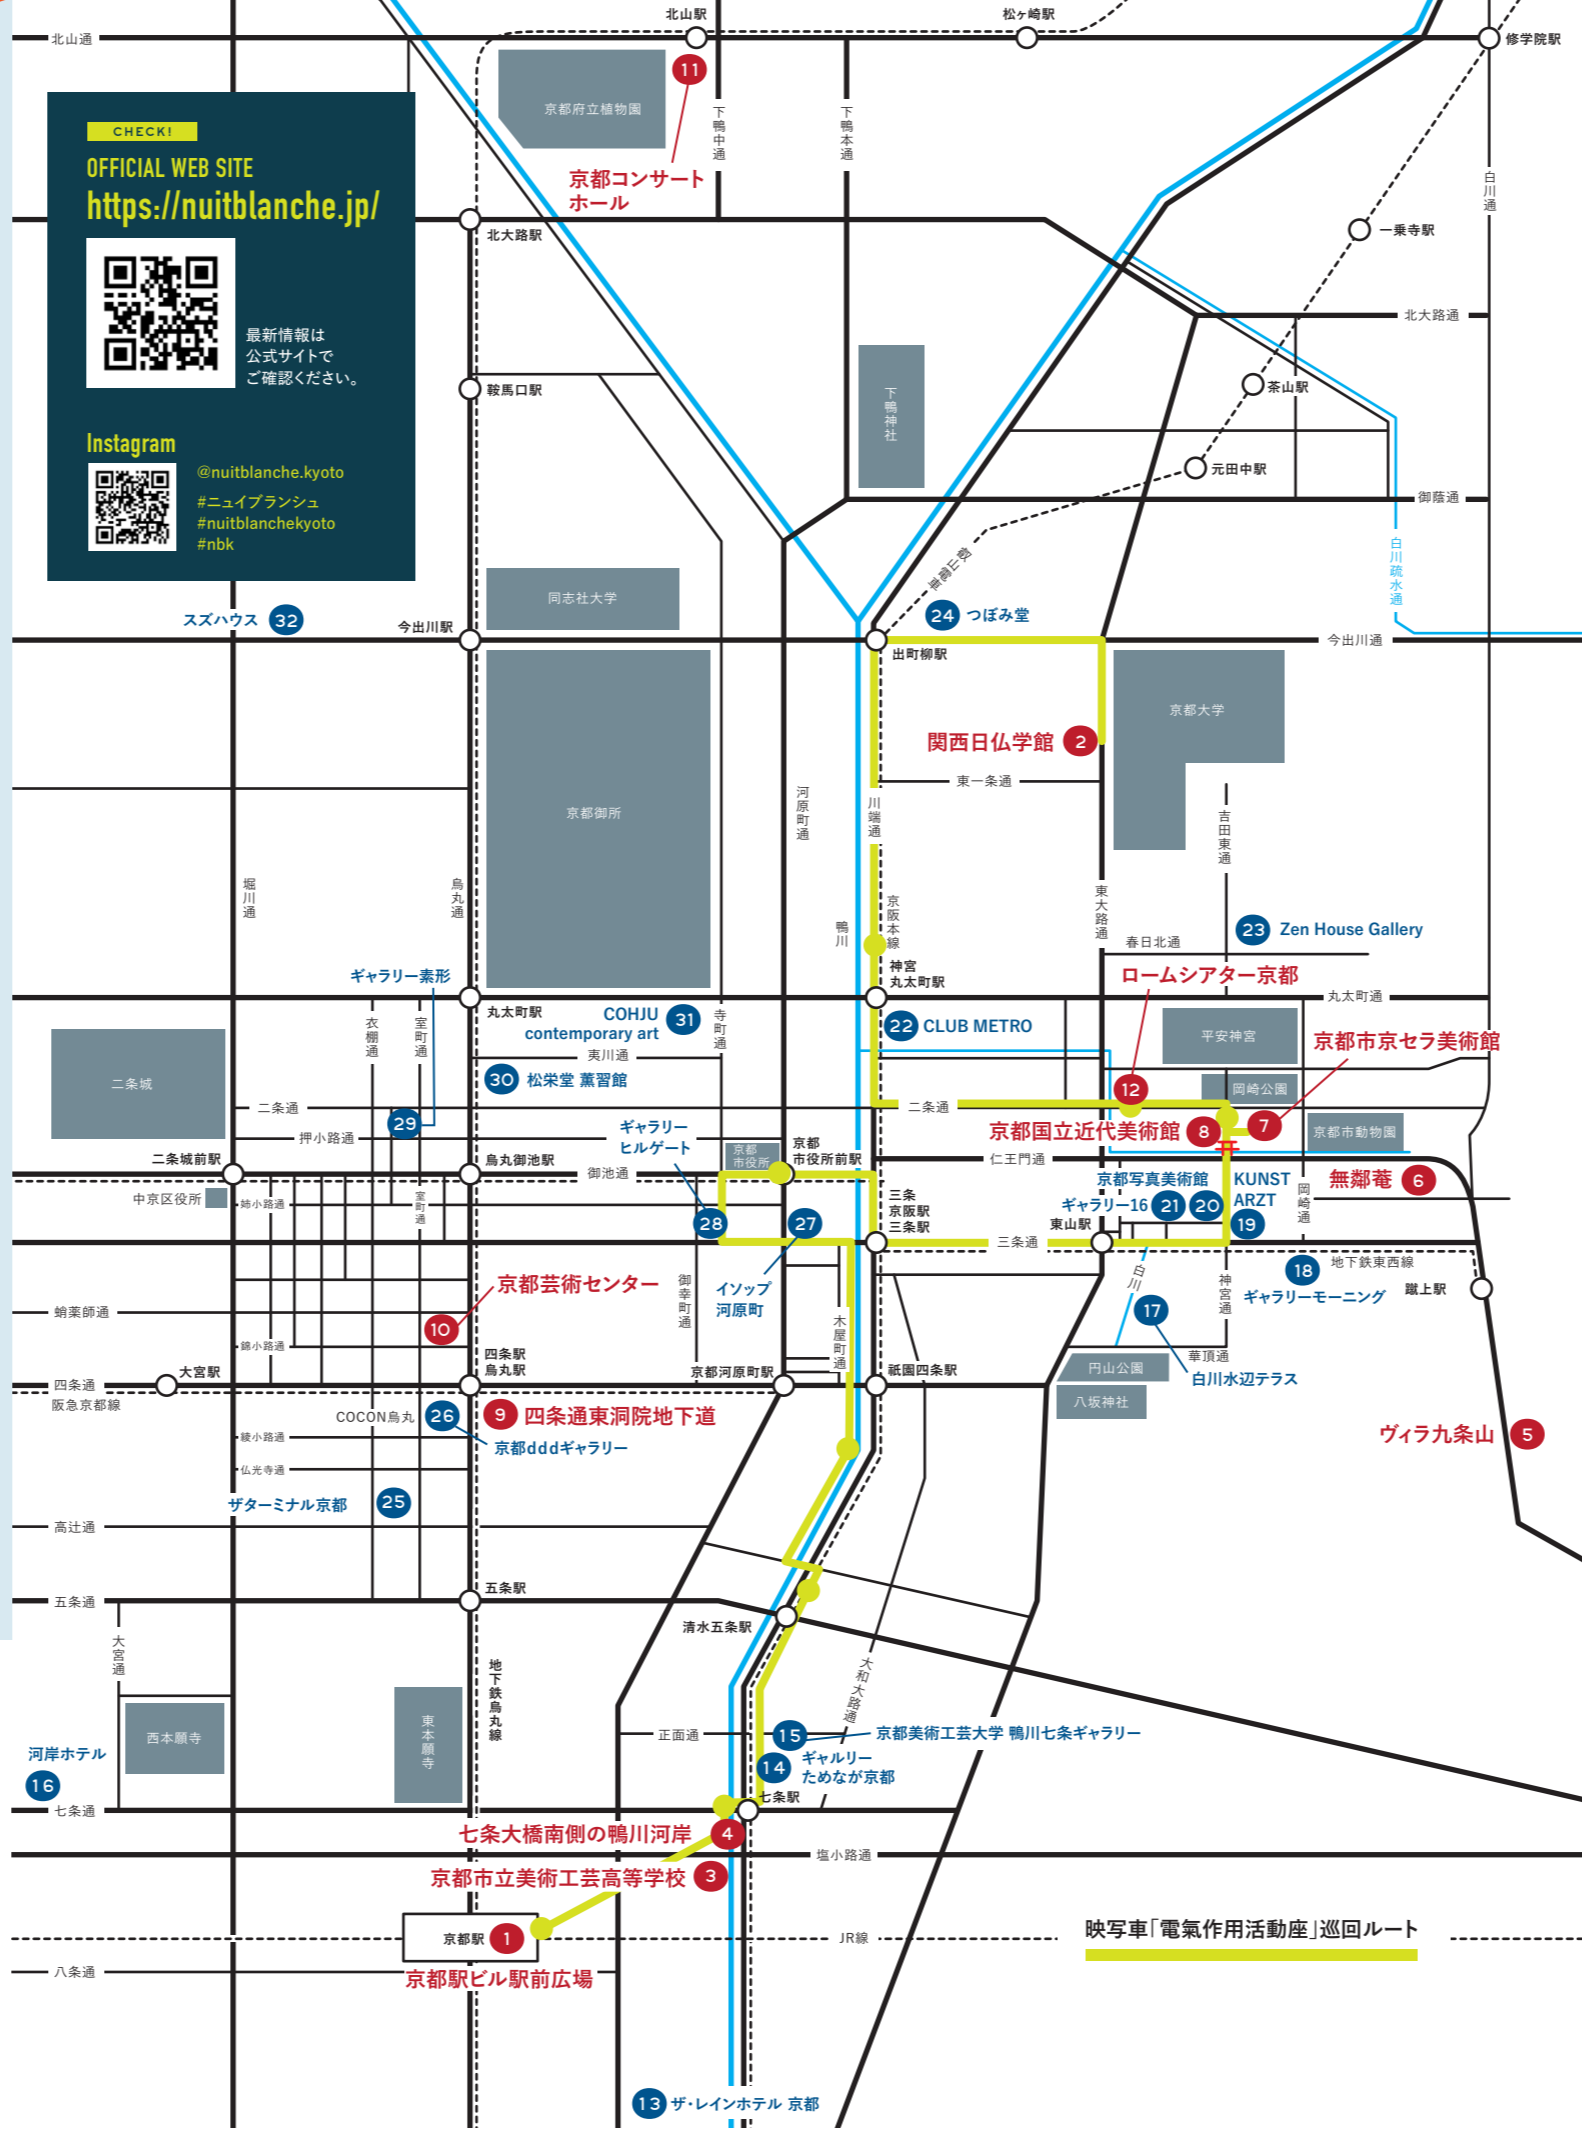 北山駅
松ヶ崎駅
北山通
修学院駅
11
京都府立植物園
下鴨中通
下鴨本通
白川通
京都コンサート
ホール
CHECK!
OFFICIAL WEB SITE
https://nuitblanche.jp/
最新情報は
公式サイトで
ご確認ください。
Instagram
@nuitblanche.kyoto
#ニュイブランシュ
#nuitblanchekyoto
#nbk
北大路駅
一乗寺駅
北大路通
鞍馬口駅
下鴨神社
茶山駅
元田中駅
御蔭通
叡山電車
白川疏水通
同志社大学
スズハウス 32
今出川駅
24 つぼみ堂
出町柳駅
今出川通
京都大学
関西日仏学館 2
東一条通
京都御所
河原町通
川端通
吉田東通
堀川通
烏丸通
鴨川
京阪本線
東大路通
春日北通
23 Zen House Gallery
ギャラリー素形
神宮
丸太町駅
ロームシアター京都
丸太町駅
丸太町通
衣棚通
室町通
COHJU
contemporary art
31
寺町通
22 CLUB METRO
平安神宮
京都市京セラ美術館
夷川通
二条城
30 松栄堂 薫習館
12
岡崎公園
二条通
29
二条通
押小路通
ギャラリー
ヒルゲート
京都国立近代美術館 8
7
京都市動物園
京都
市役所
京都
市役所前駅
二条城前駅
烏丸御池駅
御池通
仁王門通
中京区役所
姉小路通
室町通
三条
京阪駅
三条駅
京都写真美術館
ギャラリー16 21 20
KUNST
ARZT
19
岡崎通
無鄰菴 6
28
27
東山駅
三条通
地下鉄東西線
白川
18
ギャラリーモーニング
蹴上駅
京都芸術センター
御幸町通
イソップ
河原町
神宮通
蛸薬師通
10
木屋町通
17
錦小路通
四条駅
烏丸駅
大宮駅
京都河原町駅
祇園四条駅
華頂通
円山公園
白川水辺テラス
四条通
阪急京都線
八坂神社
COCON烏丸 26
9 四条通東洞院地下道
綾小路通
京都dddギャラリー
ヴィラ九条山 5
仏光寺通
ザターミナル京都 25
高辻通
五条駅
五条通
清水五条駅
大宮通
地下鉄烏丸線
大和大路通
西本願寺
東本願寺
正面通
15 京都美術工芸大学 鴨川七条ギャラリー
河岸ホテル
16
14 ギャルリー
ためなが京都
七条駅
七条通
七条大橋南側の鴨川河岸 4
塩小路通
京都市立美術工芸高等学校 3
京都駅 1
JR線
映写車「電氣作用活動座」巡回ルート
八条通
京都駅ビル駅前広場
13 ザ・レインホテル 京都